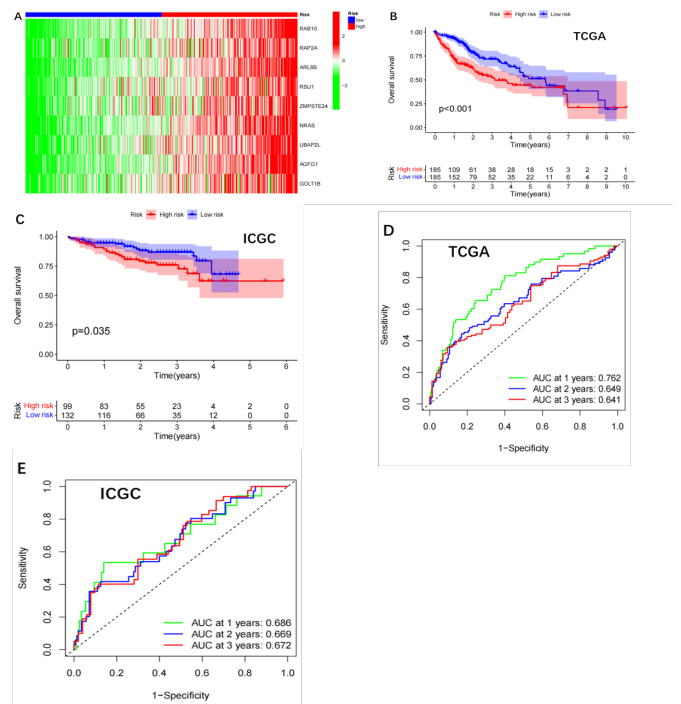 A
Risk
Risk
low
high
2
0
−2
RAB10
RAP2A
ARL8B
RSU1
ZMPSTE24
NRAS
UBAP2L
AGFG1
GOLT1B
B
Risk High risk Low risk
TCGA
Overall survival
1.00
0.75
0.50
0.25
0.00
p<0.001
0 1 2 3 4 5 6 7 8 9 10
Time(years)
Risk
High risk 185 109 61 38 28 18 15 3 2 2 1
Low risk 185 152 79 52 35 22 11 6 4 2 0
0 1 2 3 4 5 6 7 8 9 10
Time(years)
C
Risk High risk Low risk
ICGC
Overall survival
1.00
0.75
0.50
0.25
0.00
p=0.035
0 1 2 3 4 5 6
Time(years)
Risk
High risk 99 83 55 23 4 2 0
Low risk 132 116 66 35 12 0 0
0 1 2 3 4 5 6
Time(years)
D
TCGA
Sensitivity
1.0
0.8
0.6
0.4
0.2
0.0
AUC at 1 years: 0.762
AUC at 2 years: 0.649
AUC at 3 years: 0.641
0.0 0.2 0.4 0.6 0.8 1.0
1−Specificity
E
ICGC
Sensitivity
1.0
0.8
0.6
0.4
0.2
0.0
AUC at 1 years: 0.686
AUC at 2 years: 0.669
AUC at 3 years: 0.672
0.0 0.2 0.4 0.6 0.8 1.0
1−Specificity